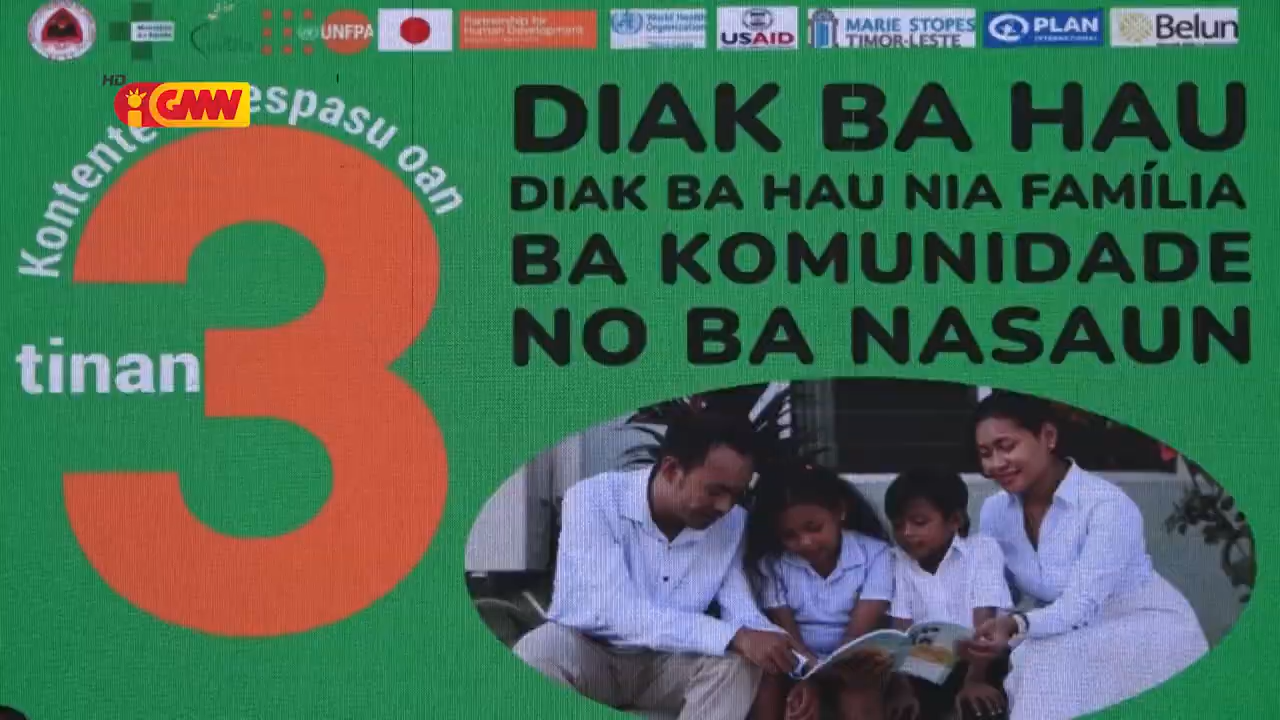 UNFPA
Partnership for
Human Development
World Health
Organization
USAID
MARIE STOPES
TIMOR-LESTE
PLAN
INTERNATIONAL
Belun
HD
GMW
Kontente espasu oan
3
tinan
DIAK BA HAU
DIAK BA HAU NIA FAMÍLIA
BA KOMUNIDADE
NO BA NASAUN